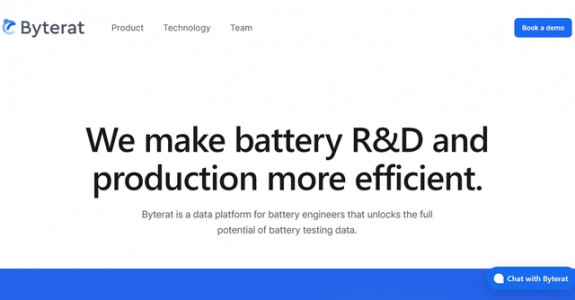 Byterat Product Technology Team Book a demo
We make battery R&D and
production more efficient.
Byterat is a data platform for battery engineers that unlocks the full
potential of battery testing data.
Chat with Byterat